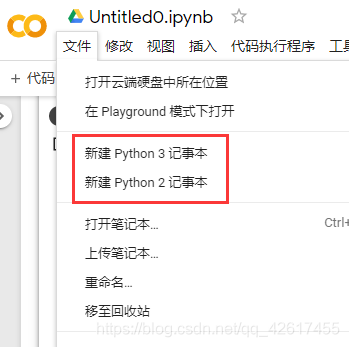 Untitled0.ipynb
文件 修改 视图 插入 代码执行程序
+ 代码
打开云端硬盘中所在位置
在 Playground 模式下打开
新建 Python 3 记事本
新建 Python 2 记事本
打开笔记本... Ctrl+
上传笔记本...
重命名...
移至回收站
https://blog.csdn.net/qq_42617455